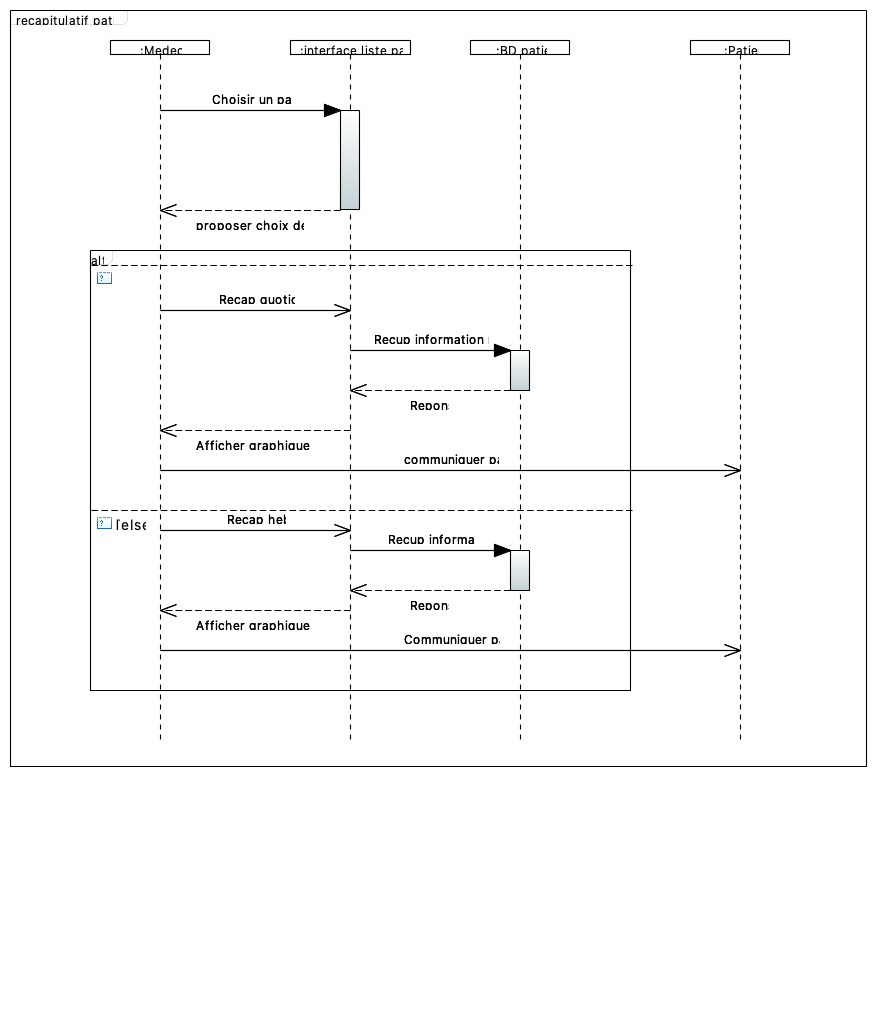 recapitulatif pat
:Medec
:interface liste pa
:BD patie
:Patie
Choisir un pa
proposer choix de
alt
?
Recap quotic
Recup information
Repon
Afficher graphique
communiquer pa
?
[else
Recap heb
Recup informa
Repon
Afficher graphique
Communiquer pa